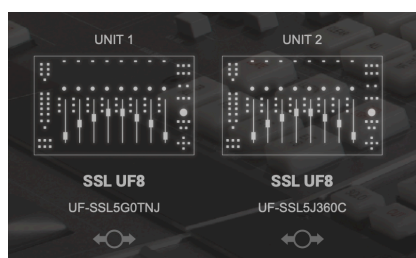 UNIT 1
UNIT 2
SSL UF8
SSL UF8
UF-SSL5G0TNJ
UF-SSL5J360C